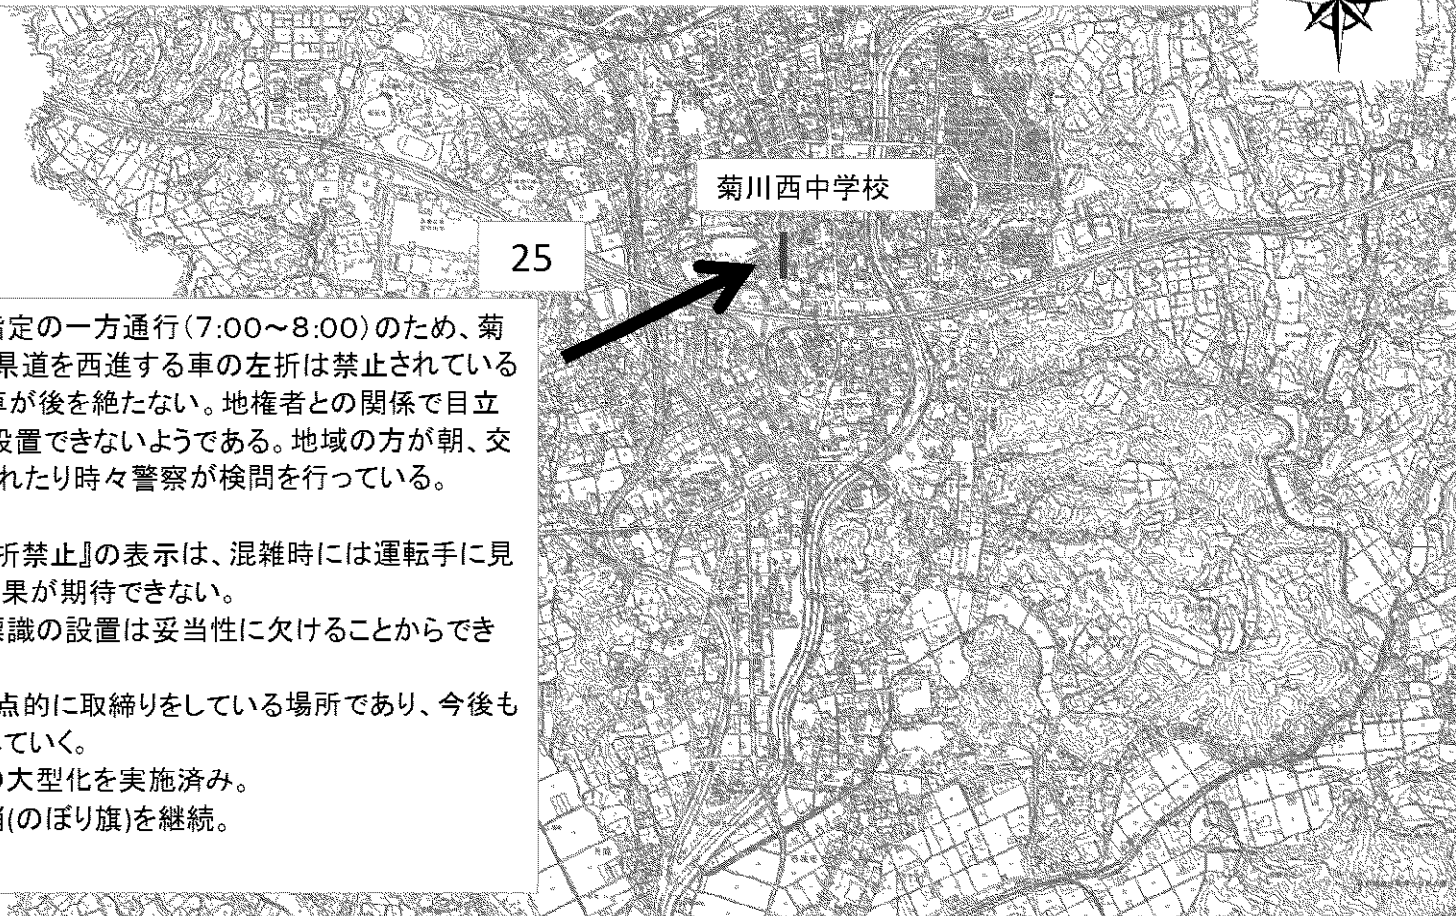 菊川西中学校
25
指定の一方通行(7:00~8:00)のため、菊
県道を西進する車の左折は禁止されている
車が後を絶たない。地権者との関係で目立
設置できないようである。地域の方が朝、交
れたり時々警察が検問を行っている。
折禁止』の表示は、混雑時には運転手に見
果が期待できない。
標識の設置は妥当性に欠けることからでき
点的に取締りをしている場所であり、今後も
ていく。
の大型化を実施済み。
(のぼり旗)を継続。